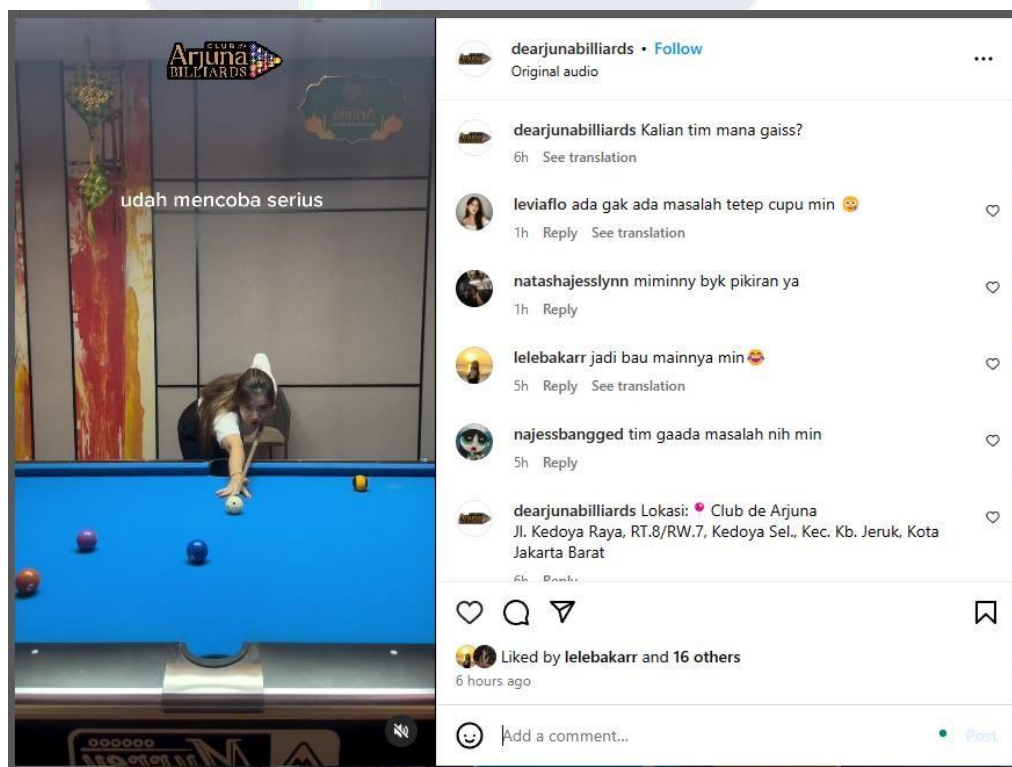 CLUB de
Arjuna
BILLIARDS
udah mencoba serius
dearjunabilliards • Follow
Original audio
dearjunabilliards Kalian tim mana gaiss?
6h See translation
leviaflo ada gak ada masalah tetep cupu min
1h Reply See translation
natashajesslynn miminny byk pikiran ya
1h Reply
lelebakarr jadi bau mainnya min😂
5h Reply See translation
najessbangged tim gaada masalah nih min
5h Reply
dearjunabilliards Lokasi: 📍 Club de Arjuna
Jl. Kedoya Raya, RT.8/RW.7, Kedoya Sel., Kec. Kb. Jeruk, Kota
Jakarta Barat
6h Reply
Liked by lelebakarr and 16 others
6 hours ago
Add a comment...
Post